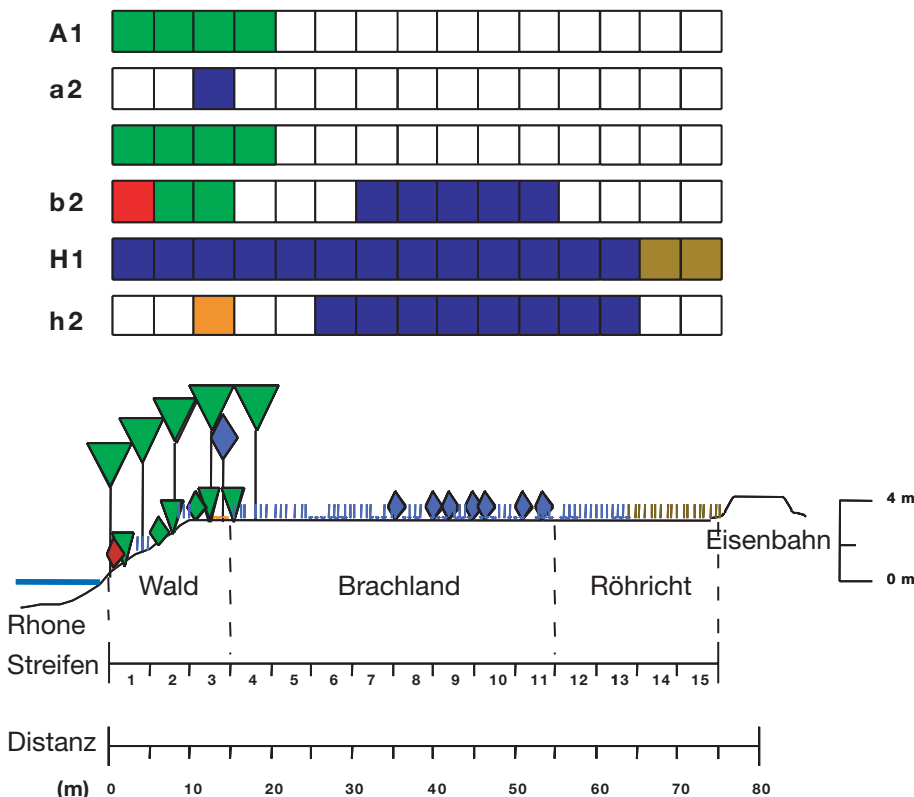 A1
a2
b2
H1
h2
4 m
Eisenbahn
0 m
Wald Brachland Röhricht
Rhone
Streifen
1 2 3 4 5 6 7 8 9 10 11 12 13 14 15
Distanz
(m) 0 10 20 30 40 50 60 70 80